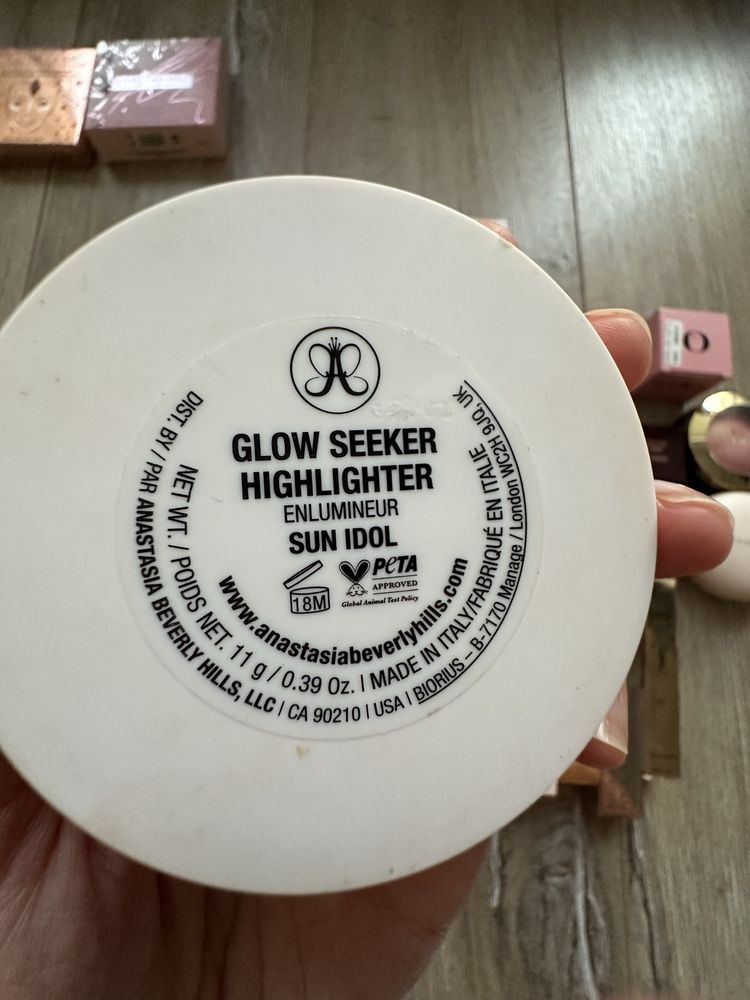 GLOW SEEKER
HIGHLIGHTER
ENLUMINEUR
SUN IDOL
18M
PETA
APPROVED
Global Animal Test Policy
www.anastasiabeverlyhills.com
NET WT. / POIDS NET. 11 g / 0.39 Oz. | MADE IN ITALY/FABRIQUÉ EN ITALIE
DIST. BY / PAR ANASTASIA BEVERLY HILLS, LLC / CA 90210 | USA | BIORIUS – B-7170 Manage / London WC2H 9JQ, UK